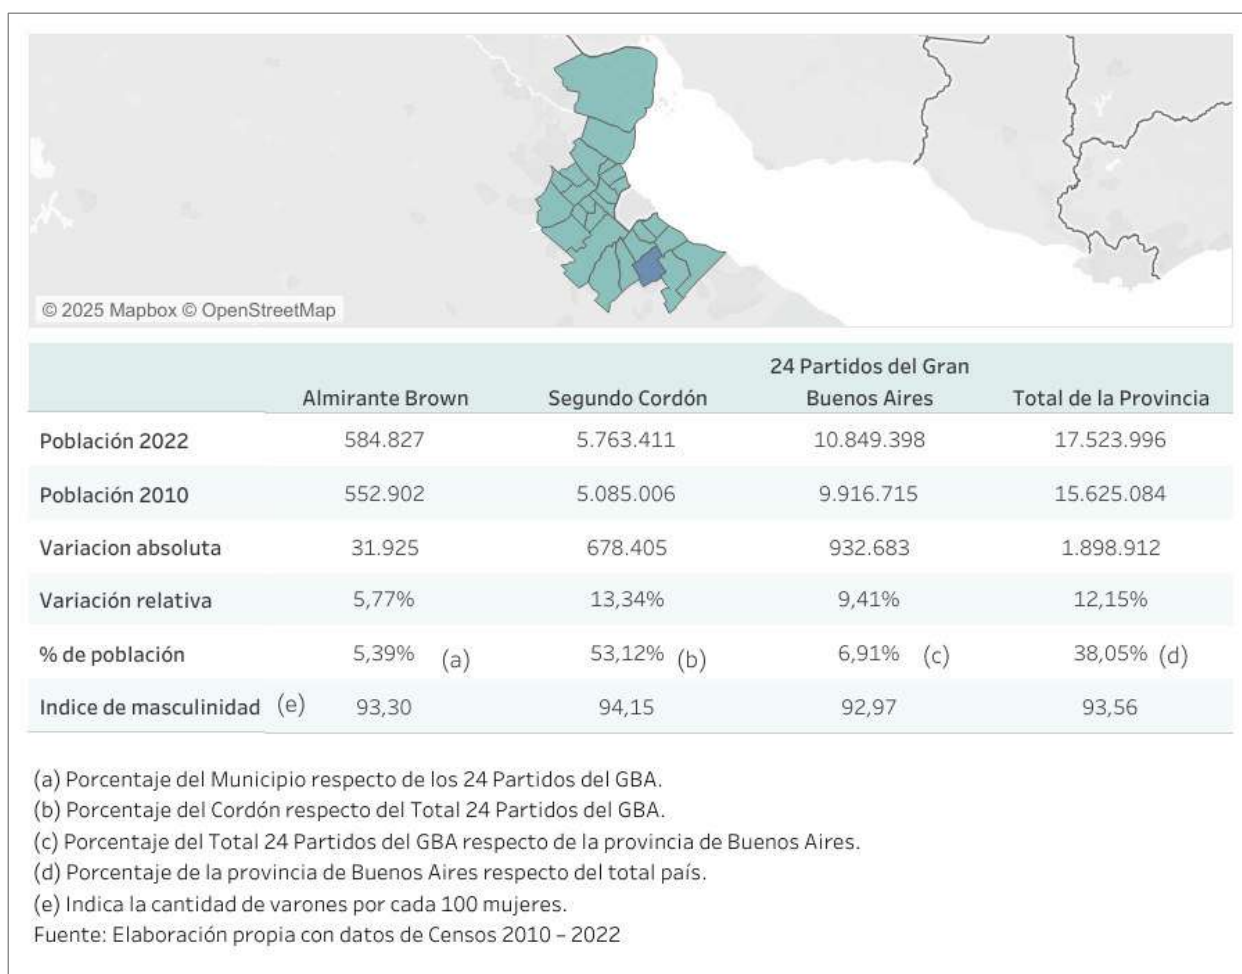 © 2025 Mapbox © OpenStreetMap
24 Partidos del Gran
Almirante Brown Segundo Cordón Buenos Aires Total de la Provincia
Población 2022 584.827 5.763.411 10.849.398 17.523.996
Población 2010 552.902 5.085.006 9.916.715 15.625.084
Variacion absoluta 31.925 678.405 932.683 1.898.912
Variación relativa 5,77% 13,34% 9,41% 12,15%
% de población 5,39% (a) 53,12% (b) 6,91% (c) 38,05% (d)
Indice de masculinidad (e) 93,30 94,15 92,97 93,56
(a) Porcentaje del Municipio respecto de los 24 Partidos del GBA.
(b) Porcentaje del Cordón respecto del Total 24 Partidos del GBA.
(c) Porcentaje del Total 24 Partidos del GBA respecto de la provincia de Buenos Aires.
(d) Porcentaje de la provincia de Buenos Aires respecto del total país.
(e) Indica la cantidad de varones por cada 100 mujeres.
Fuente: Elaboración propia con datos de Censos 2010 – 2022